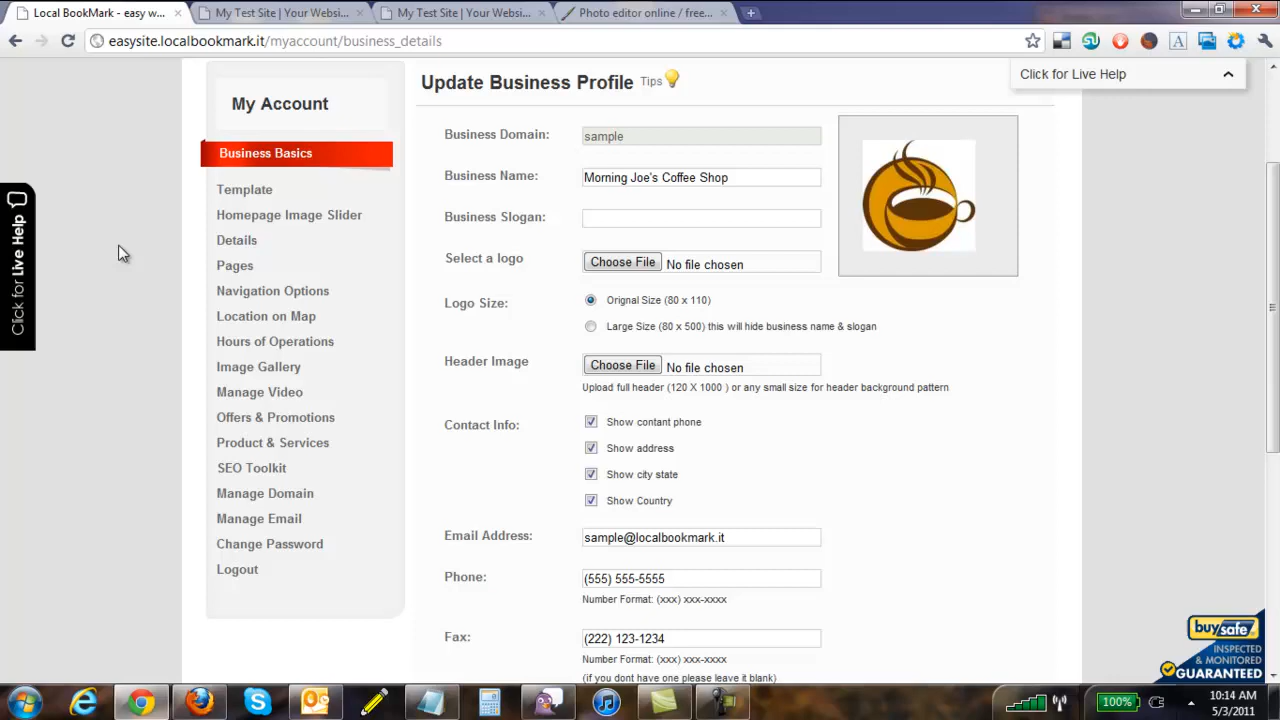 Local BookMark - easy w...
My Test Site | Your Websi...
My Test Site | Your Websi...
Photo editor online / free...
easysite.localbookmark.it/myaccount/business_details
Click for Live Help
Click for Live Help
My Account
Business Basics
Template
Homepage Image Slider
Details
Pages
Navigation Options
Location on Map
Hours of Operations
Image Gallery
Manage Video
Offers & Promotions
Product & Services
SEO Toolkit
Manage Domain
Manage Email
Change Password
Logout
Update Business Profile Tips
Business Domain: sample
Business Name: Morning Joe's Coffee Shop
Business Slogan:
Select a logo Choose File No file chosen
Logo Size: Orignal Size (80 x 110)
Large Size (80 x 500) this will hide business name & slogan
Header Image Choose File No file chosen
Upload full header (120 X 1000 ) or any small size for header background pattern
Contact Info: Show contant phone
Show address
Show city state
Show Country
Email Address: sample@localbookmark.it
Phone: (555) 555-5555
Number Format: (xxx) xxx-xxxx
Fax: (222) 123-1234
Number Format: (xxx) xxx-xxxx
(if you dont have one please leave it blank)
buySAFE
INSPECTED
& MONITORED
GUARANTEED
100%
10:14 AM
5/3/2011